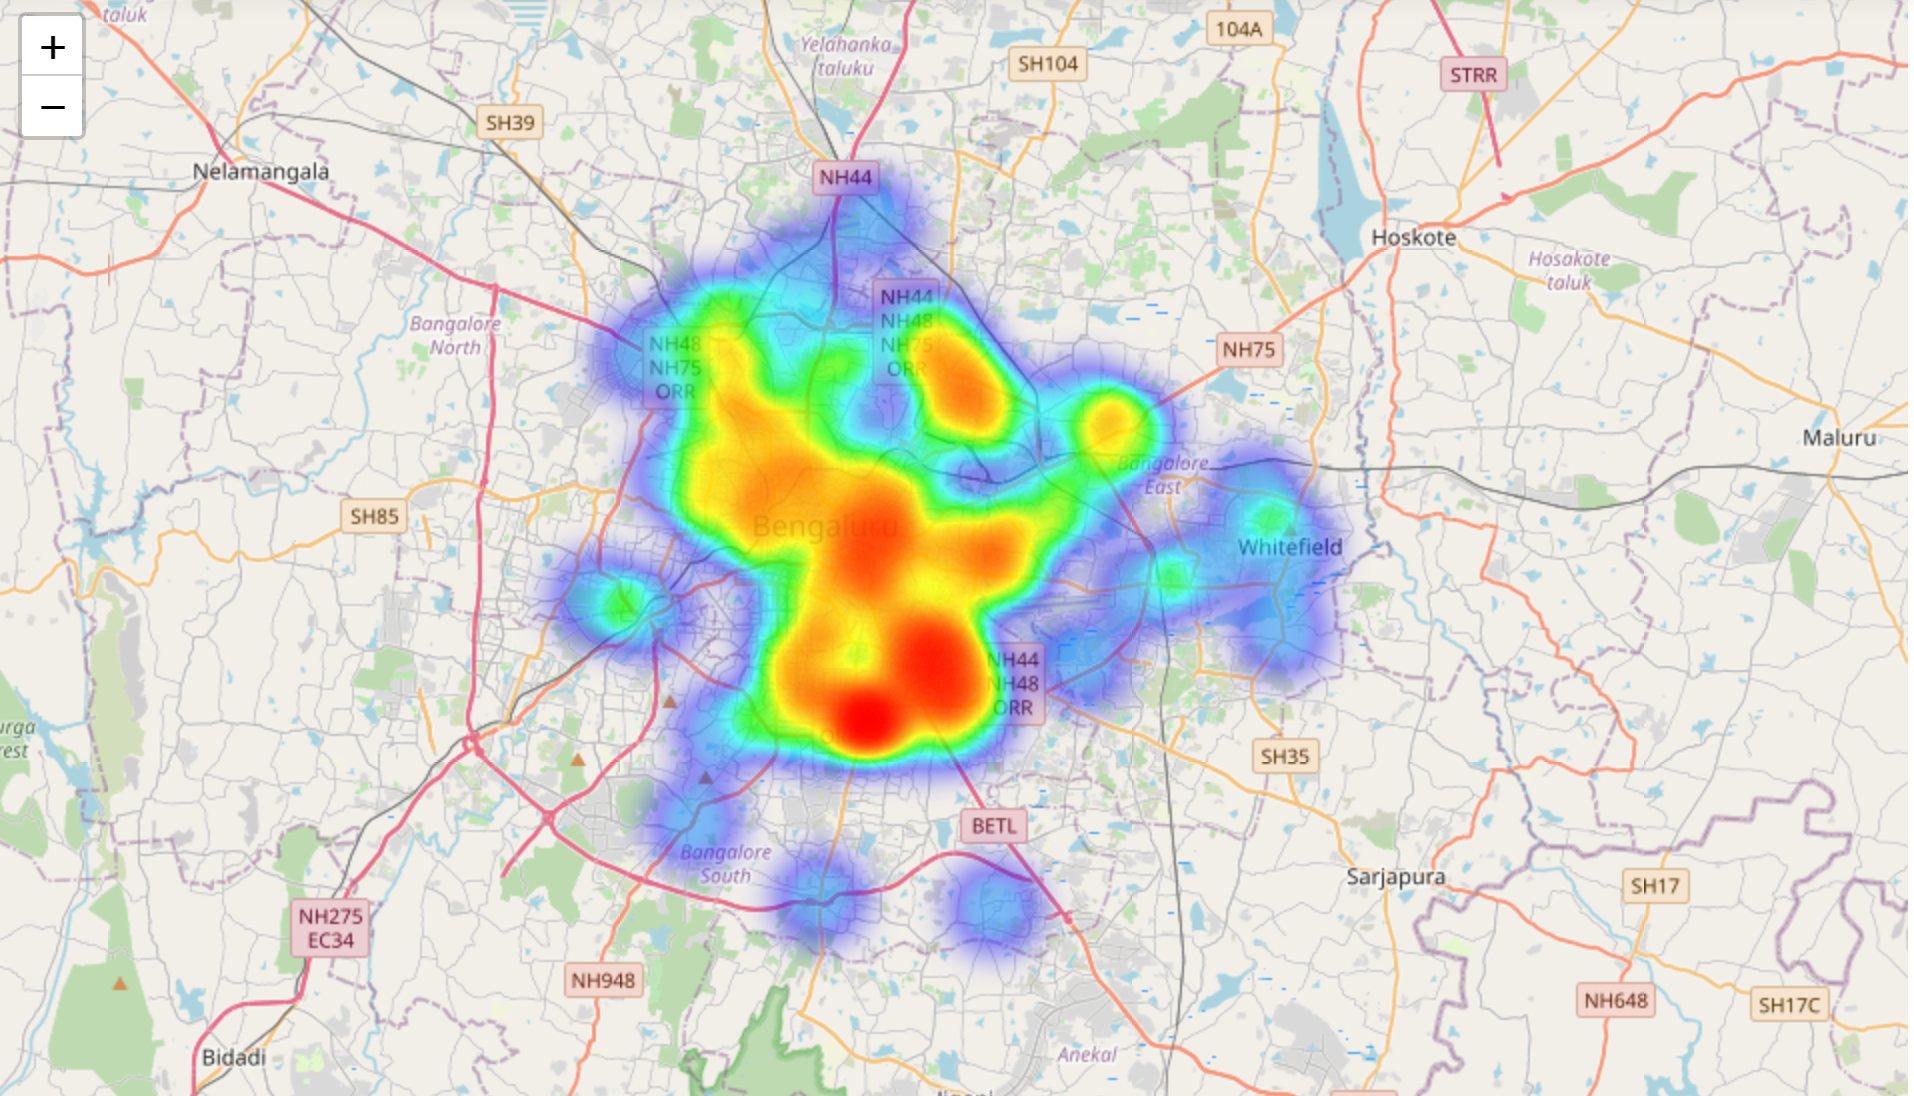 taluk
+
−
Yelahanka
taluku
SH104
104A
STRR
SH39
Nelamangala
NH44
Hoskote
Hosakote
taluk
Bangalore
North
NH44
NH48
NH75
ORR
NH48
NH75
ORR
NH75
Maluru
Bangalore
East
SH85
Bengaluru
Whitefield
NH44
NH48
ORR
urga
rest
SH35
BETL
Bangalore
South
Sarjapura
SH17
NH275
EC34
NH948
NH648
SH17C
Bidadi
Anekal